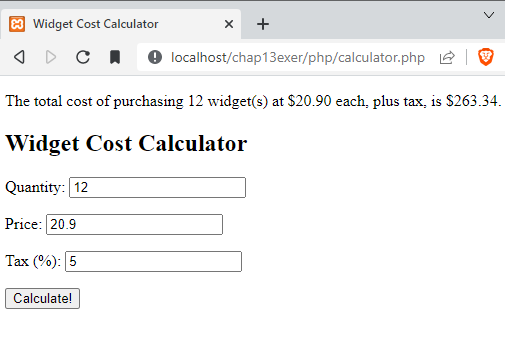 Widget Cost Calculator
localhost/chap13exer/php/calculator.php
The total cost of purchasing 12 widget(s) at $20.90 each, plus tax, is $263.34.
Widget Cost Calculator
Quantity: 12
Price: 20.9
Tax (%): 5
Calculate!